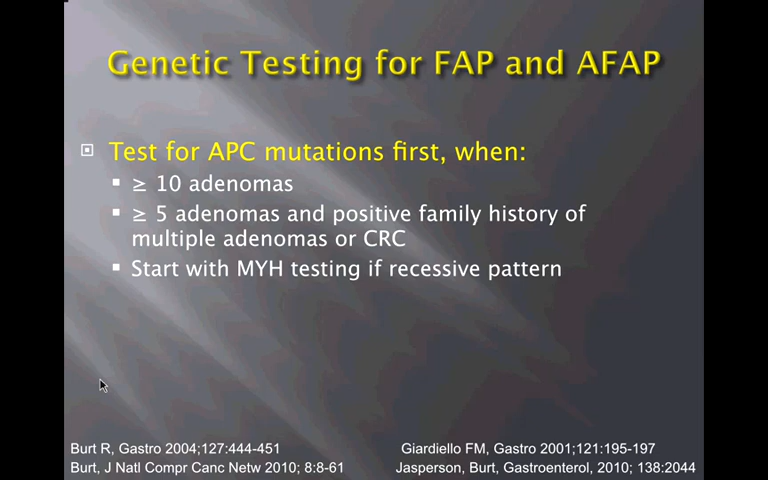 Genetic Testing for FAP and AFAP
Test for APC mutations first, when:
≥ 10 adenomas
≥ 5 adenomas and positive family history of
multiple adenomas or CRC
Start with MYH testing if recessive pattern
Burt R, Gastro 2004;127:444-451
Giardiello FM, Gastro 2001;121:195-197
Burt, J Natl Compr Canc Netw 2010; 8:8-61
Jasperson, Burt, Gastroenterol, 2010; 138:2044